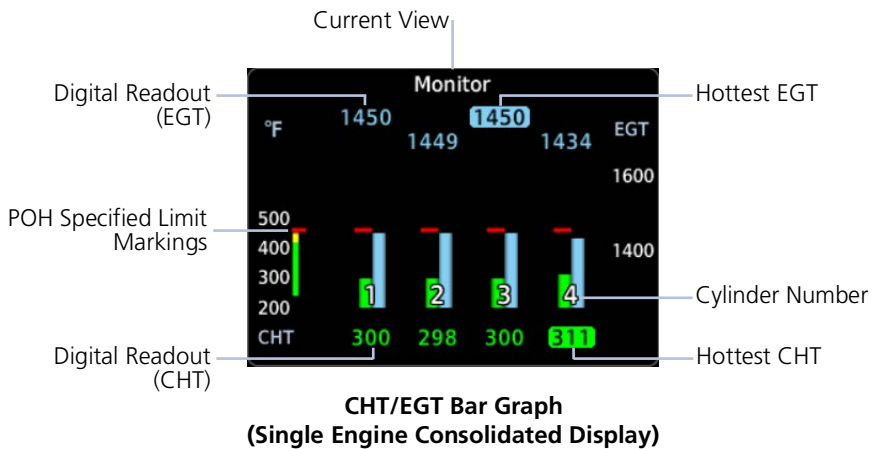 Current View
Digital Readout
(EGT)
Monitor
Hottest EGT
°F
1450
1449
1450
1434
EGT
1600
POH Specified Limit
Markings
500
400
300
200
1400
1
2
3
4
Cylinder Number
CHT
300
298
300
311
Digital Readout
(CHT)
Hottest CHT
CHT/EGT Bar Graph
(Single Engine Consolidated Display)